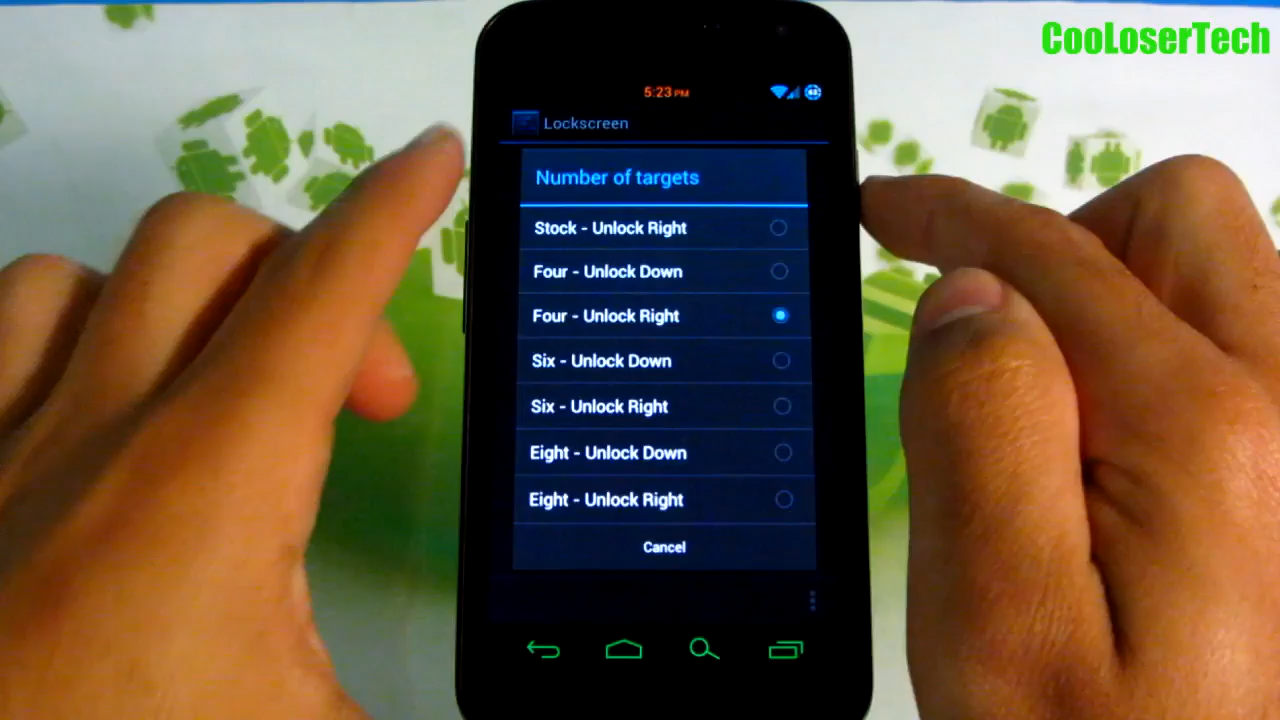 CooLoserTech
5:23 PM
Lockscreen
Number of targets
Stock - Unlock Right
Four - Unlock Down
Four - Unlock Right
Six - Unlock Down
Six - Unlock Right
Eight - Unlock Down
Eight - Unlock Right
Cancel